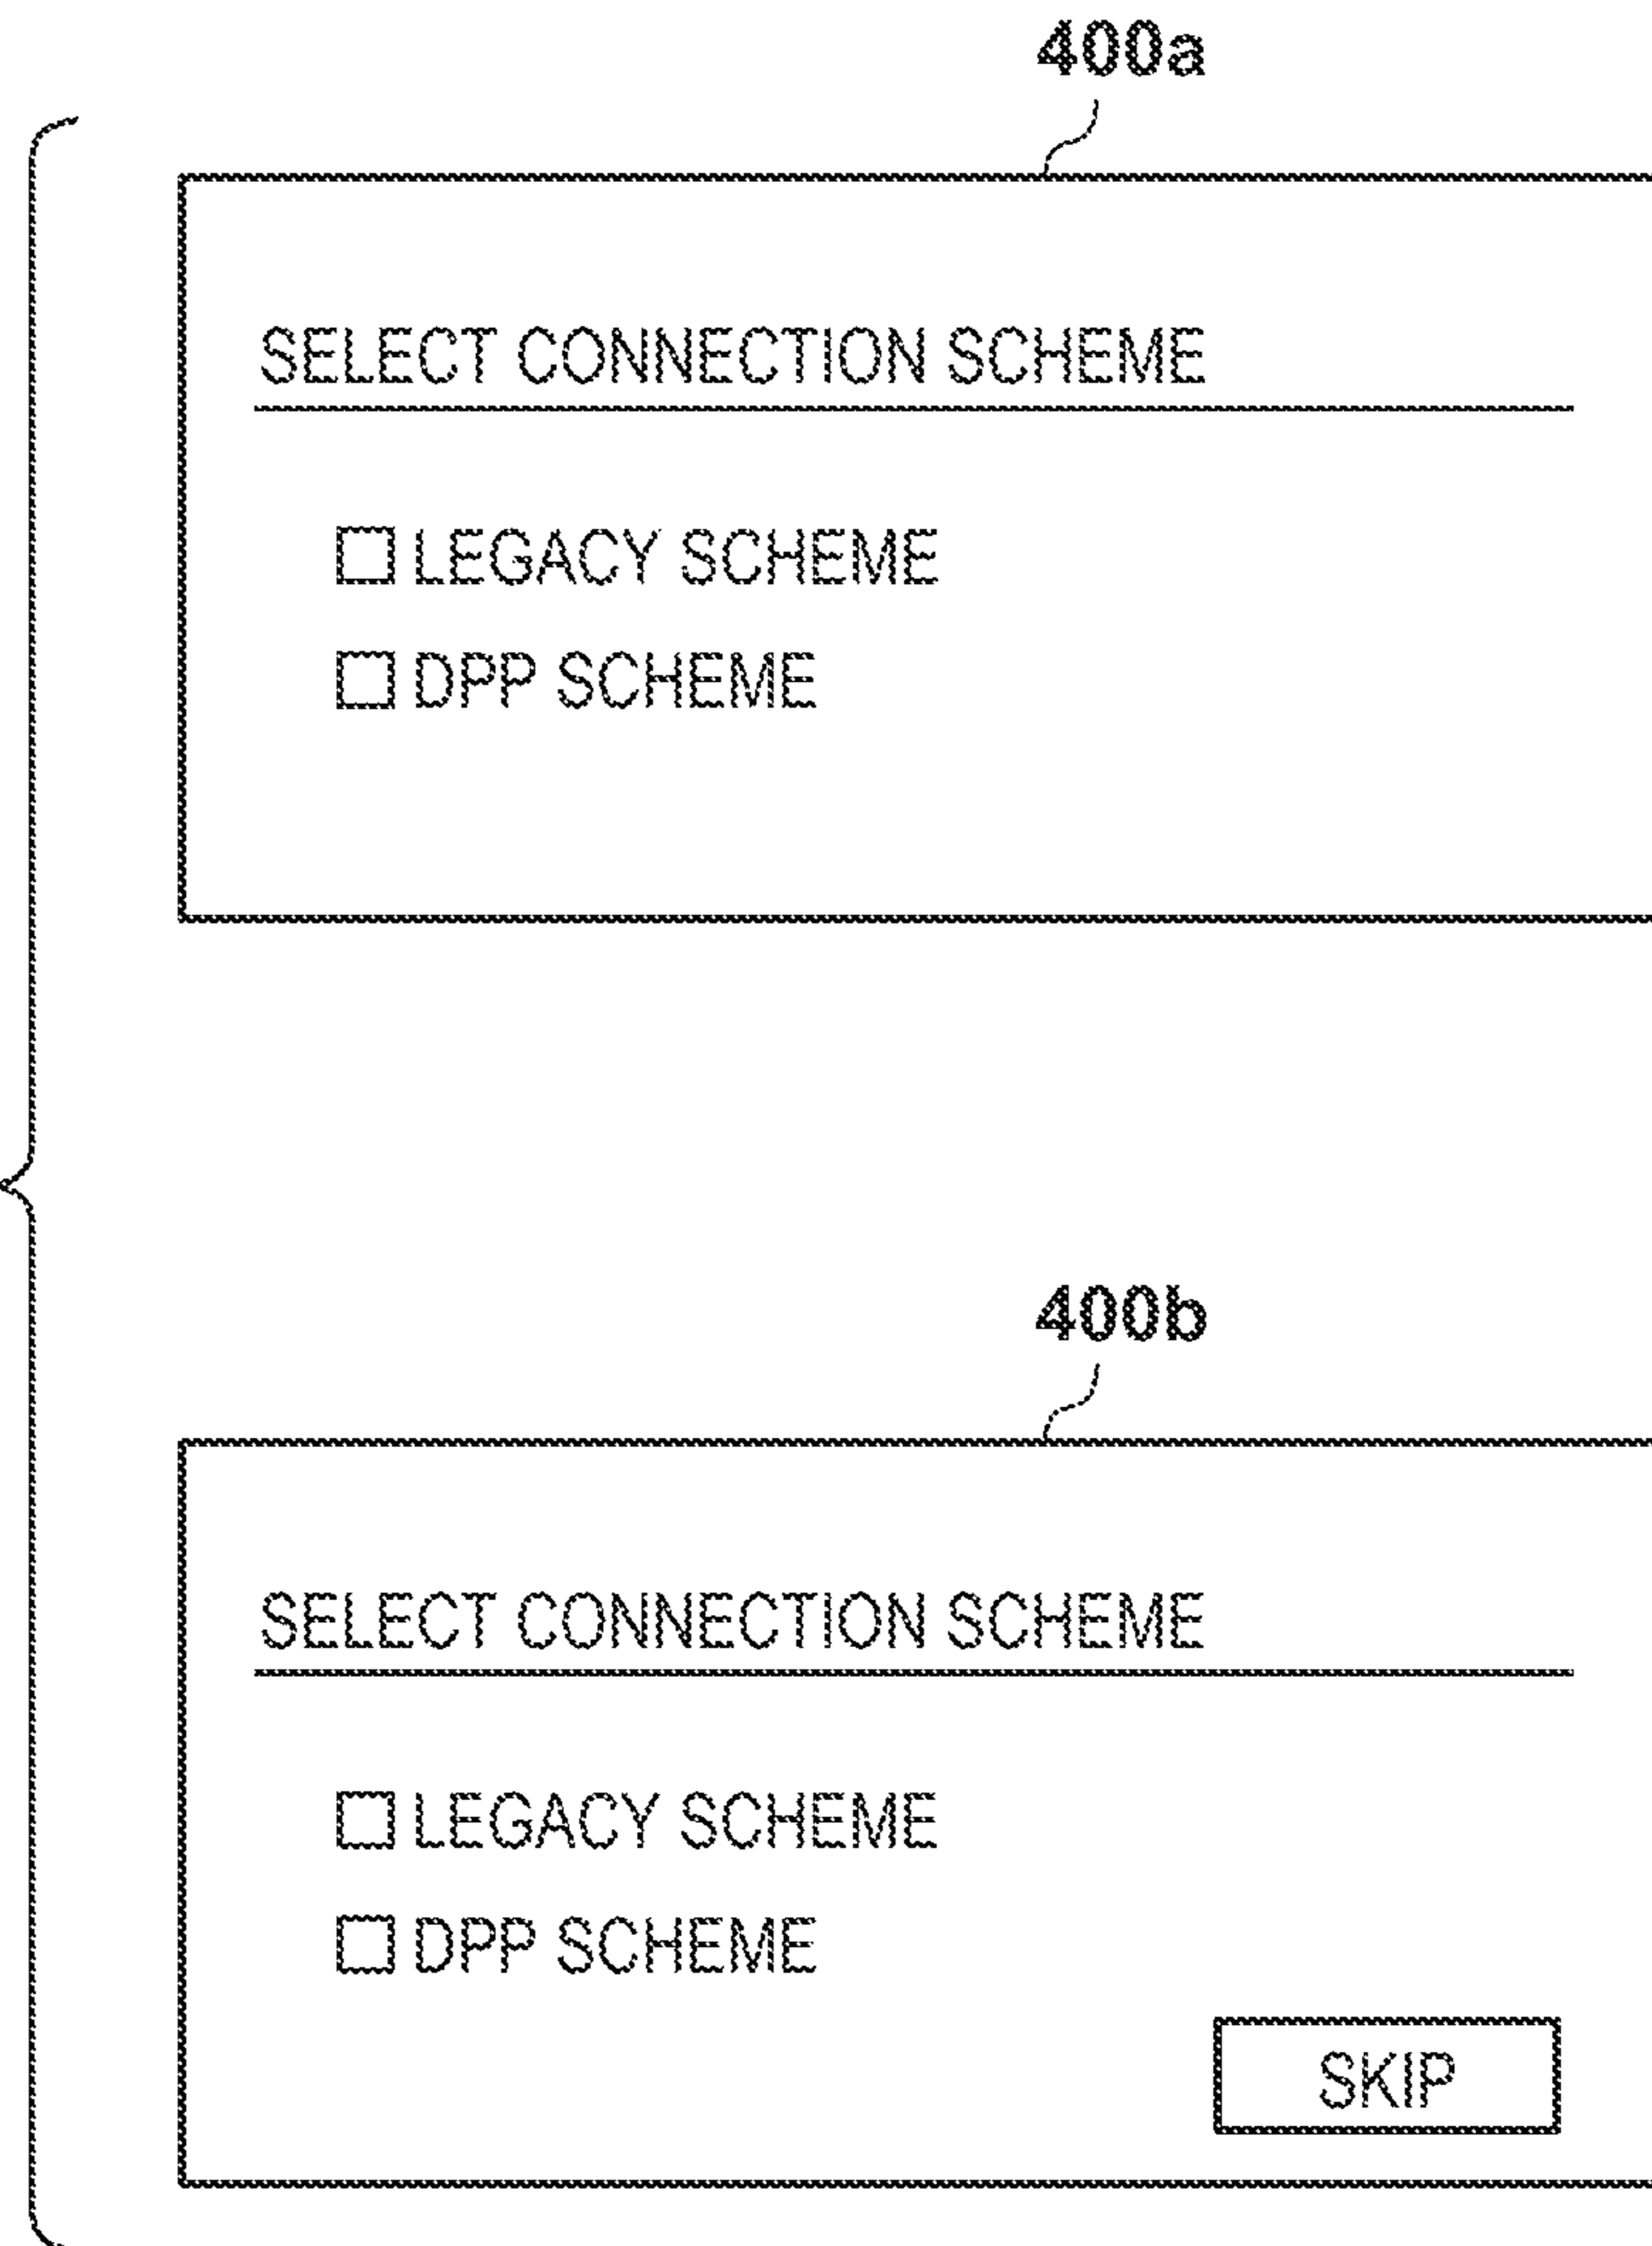 400a
SELECT CONNECTION SCHEME
LEGACY SCHEME
DPP SCHEME
400b
SELECT CONNECTION SCHEME
LEGACY SCHEME
DPP SCHEME
SKIP